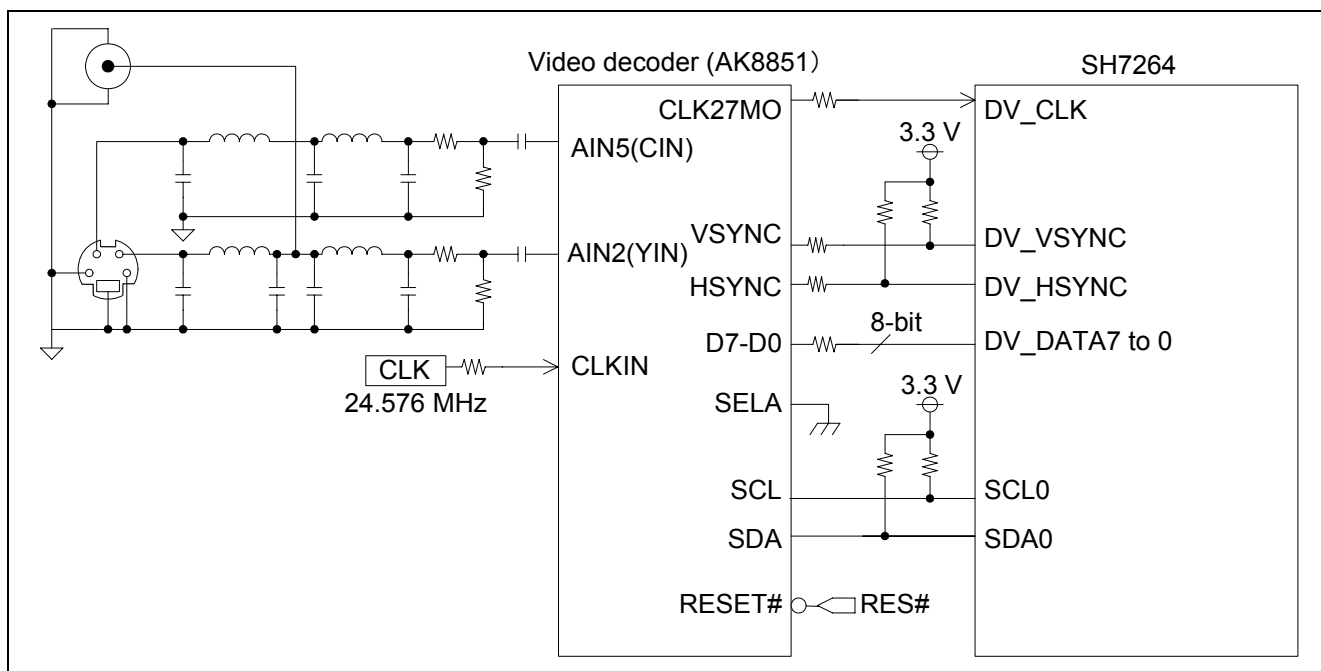 Video decoder (AK8851）
SH7264
CLK27MO
DV_CLK
3.3 V
AIN5(CIN)
VSYNC
DV_VSYNC
AIN2(YIN)
HSYNC
DV_HSYNC
8-bit
D7-D0
DV_DATA7 to 0
CLK
CLKIN
24.576 MHz
3.3 V
SELA
SCL
SCL0
SDA
SDA0
RESET#
RES#